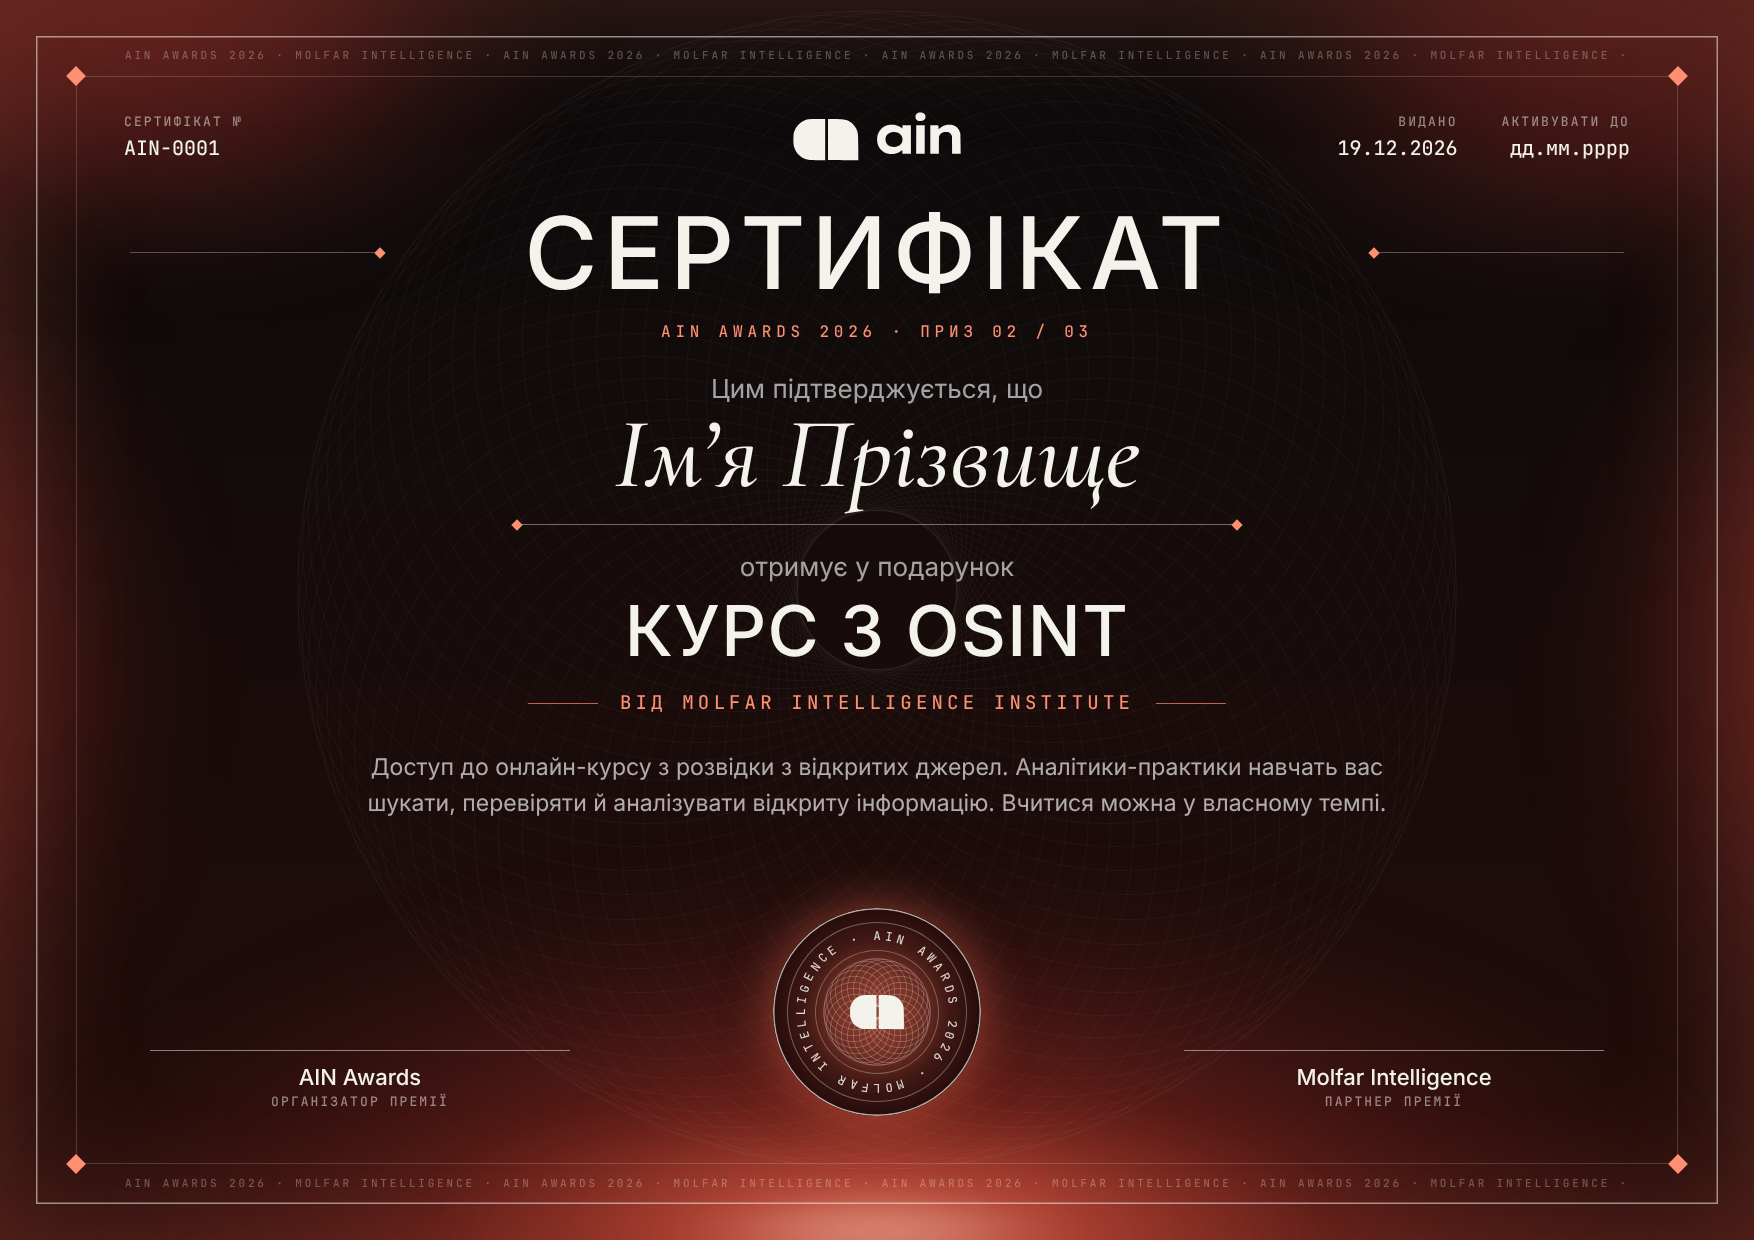 AIN AWARDS 2026 · MOLFAR INTELLIGENCE · AIN AWARDS 2026 · MOLFAR INTELLIGENCE · AIN AWARDS 2026 · MOLFAR INTELLIGENCE · AIN AWARDS 2026 · MOLFAR INTELLIGENCE ·
СЕРТИФІКАТ №
AIN-0001
ain
ВИДАНО
19.12.2026
АКТИВУВАТИ ДО
дд.мм.рррр
СЕРТИФІКАТ
AIN AWARDS 2026 · ПРИЗ 02 / 03
Цим підтверджується, що
Ім’я Прізвище
отримує у подарунок
КУРС З OSINT
ВІД MOLFAR INTELLIGENCE INSTITUTE
Доступ до онлайн-курсу з розвідки з відкритих джерел. Аналітики-практики навчать вас
шукати, перевіряти й аналізувати відкриту інформацію. Вчитися можна у власному темпі.
AIN AWARDS 2026 · MOLFAR INTELLIGENCE ·
AIN Awards
ОРГАНІЗАТОР ПРЕМІЇ
Molfar Intelligence
ПАРТНЕР ПРЕМІЇ
AIN AWARDS 2026 · MOLFAR INTELLIGENCE · AIN AWARDS 2026 · MOLFAR INTELLIGENCE · AIN AWARDS 2026 · MOLFAR INTELLIGENCE · AIN AWARDS 2026 · MOLFAR INTELLIGENCE ·